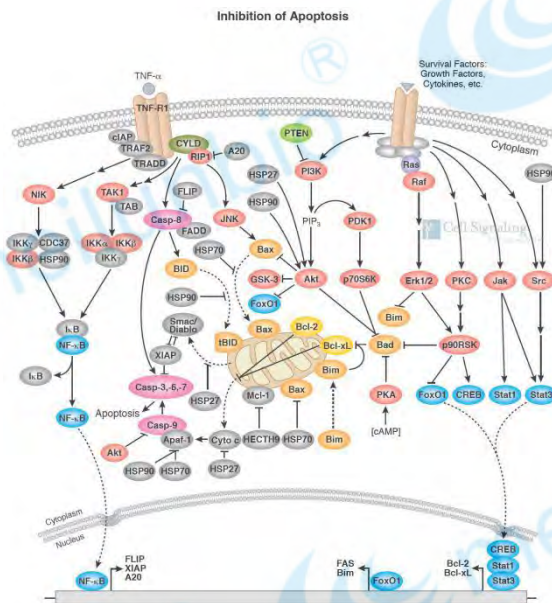 Inhibition of Apoptosis
TNF-α
TNF-R1
Survival Factors:
Growth Factors,
Cytokines, etc.
Cytoplasm
cIAP
TRAF2
TRADD
CYLD
RIP1
A20
PTEN
PI3K
Ras
Raf
HSP90
NIK
TAK1
TAB
FLIP
Casp-8
FADD
HSP27
HSP90
JNK
PIP3
PDK1
Cell Signaling
IKKγ
CDC37
IKKβ
HSP90
IKKα
IKKβ
IKKγ
BID
HSP70
Bax
GSK-3
Akt
FoxO1
p70S6K
Erk1/2
PKC
Jak
Src
Bim
HSP90
Smac/
Diablo
tBID
Bax
Bcl-2
Bcl-xL
Bad
p90RSK
IκB
NF-κB
XIAP
Bim
IκB
Casp-3,-6,-7
HSP27
Mcl-1
Bax
PKA
[cAMP]
FoxO1
CREB
Stat1
Stat3
NF-κB
Apoptosis
Casp-9
Apaf-1
Cyto c
HECTH9
HSP70
Bim
Akt
HSP90
HSP70
HSP27
Cytoplasm
Nucleus
FLIP
XIAP
A20
NF-κB
FAS
Bim
FoxO1
Bcl-2
Bcl-xL
CREB
Stat1
Stat3